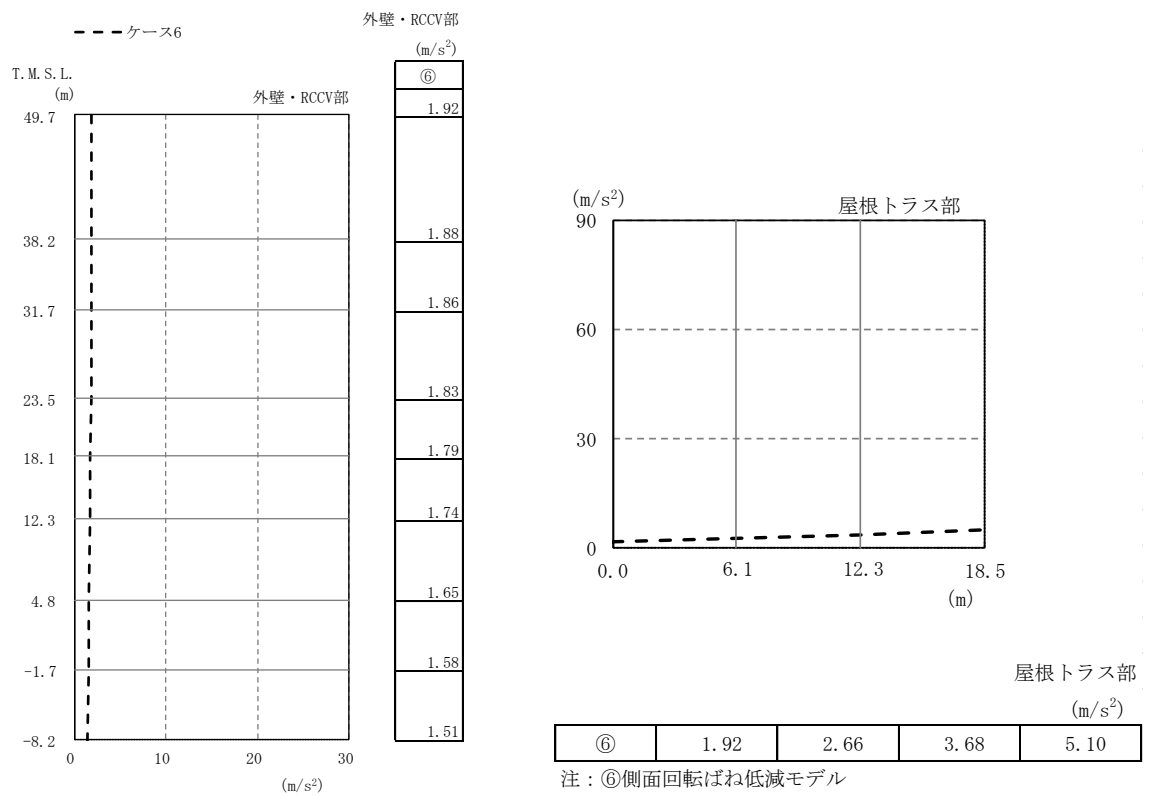 ケース6
外壁・RCCV部
(m/s²)
⑥
1.92
1.88
1.86
1.83
1.79
1.74
1.65
1.58
1.51
T.M.S.L.
(m)
外壁・RCCV部
49.7
38.2
31.7
23.5
18.1
12.3
4.8
-1.7
-8.2
0 10 20 30
(m/s²)
(m/s²)
屋根トラス部
90
60
30
0
0.0 6.1 12.3 18.5
(m)
屋根トラス部
(m/s²)
⑥ 1.92 2.66 3.68 5.10
注：⑥側面回転ばね低減モデル